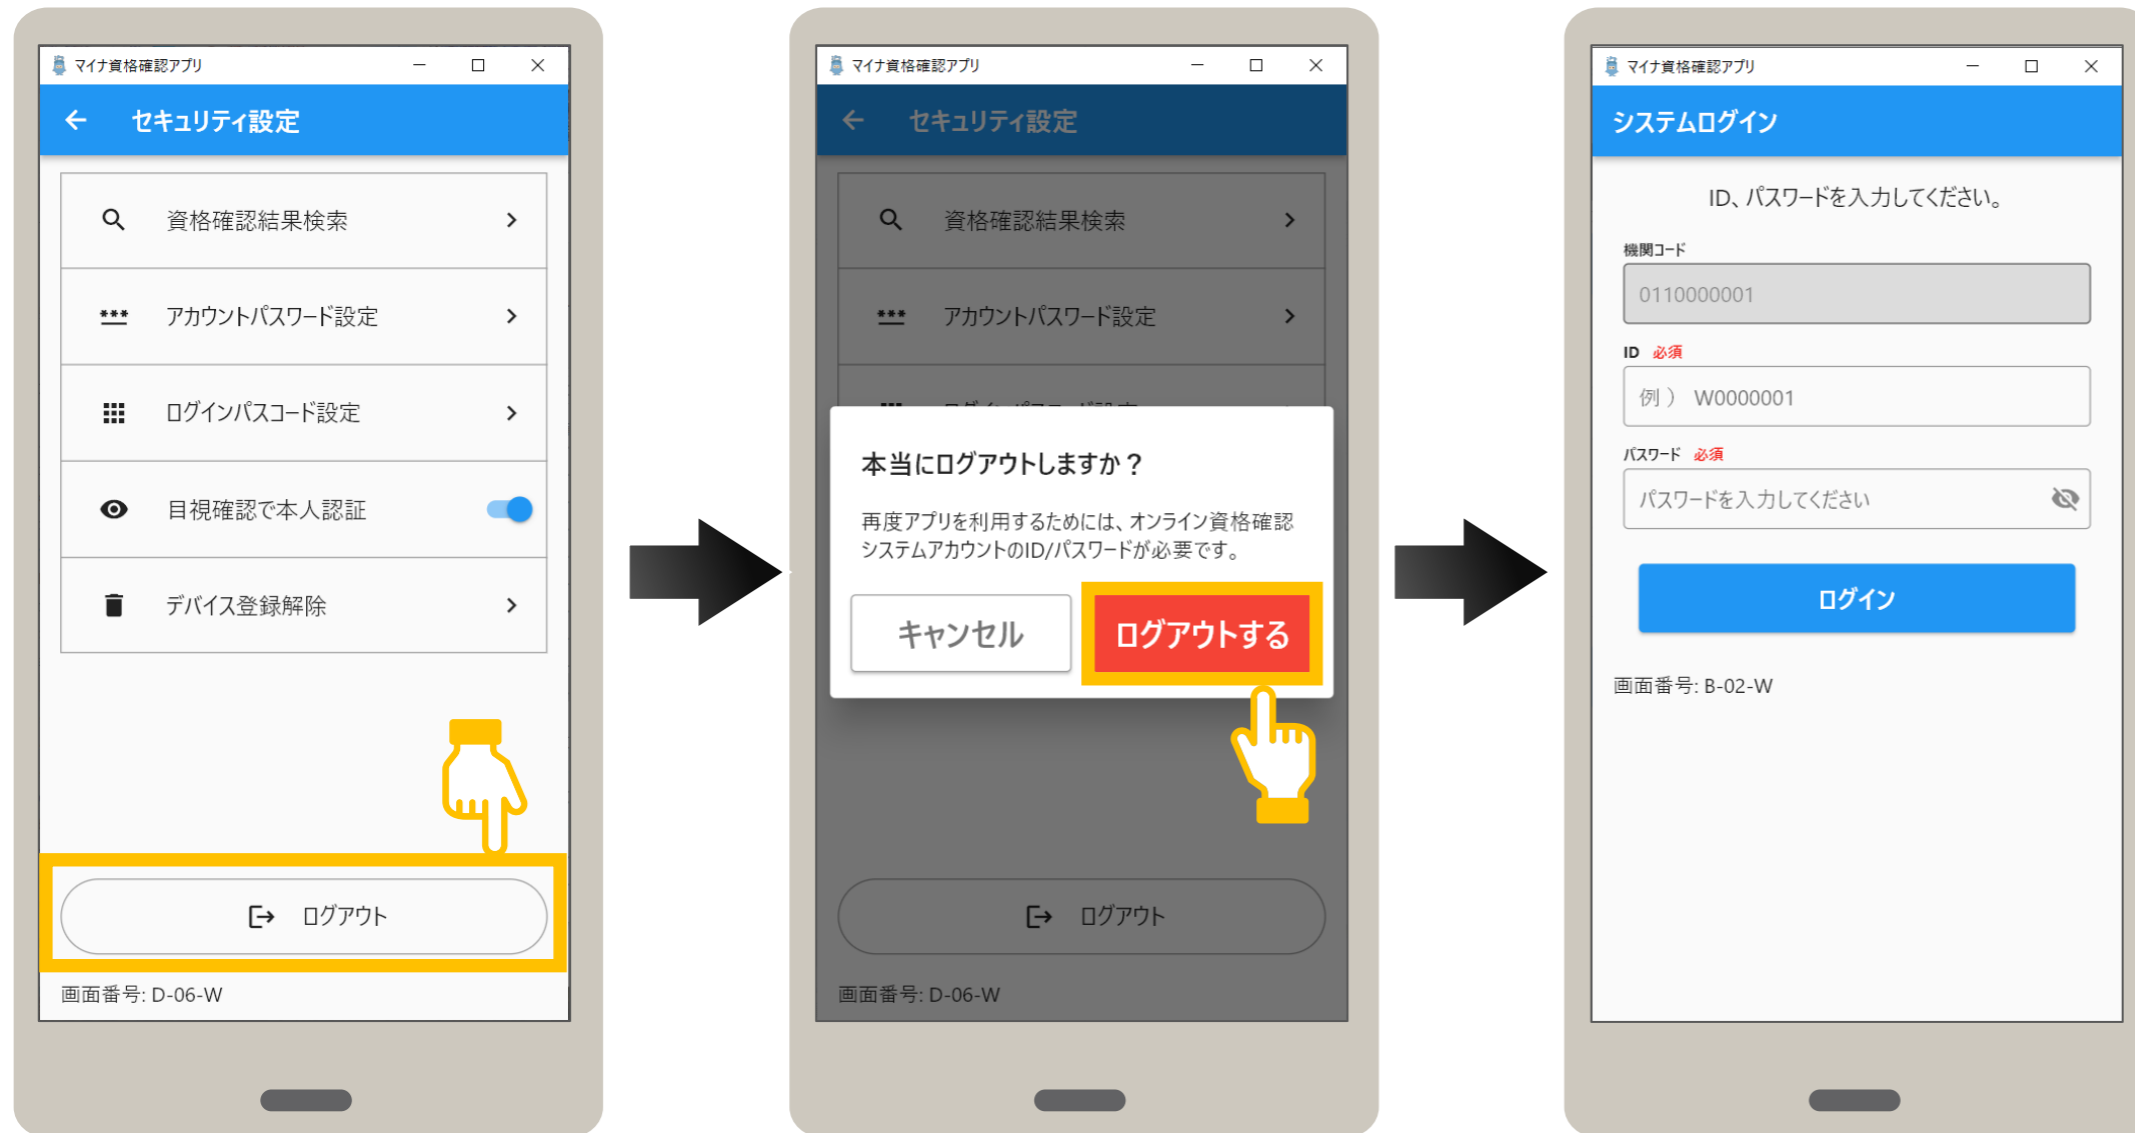 マイナ資格確認アプリ
セキュリティ設定
資格確認結果検索
アカウントパスワード設定
ログインパスコード設定
目視確認で本人認証
デバイス登録解除
ログアウト
画面番号: D-06-W
マイナ資格確認アプリ
セキュリティ設定
資格確認結果検索
アカウントパスワード設定
本当にログアウトしますか？
再度アプリを利用するためには、オンライン資格確認
システムアカウントのID/パスワードが必要です。
キャンセル
ログアウトする
ログアウト
画面番号: D-06-W
マイナ資格確認アプリ
システムログイン
ID、パスワードを入力してください。
機関コード
0110000001
ID 必須
例） W0000001
パスワード 必須
パスワードを入力してください
ログイン
画面番号: B-02-W